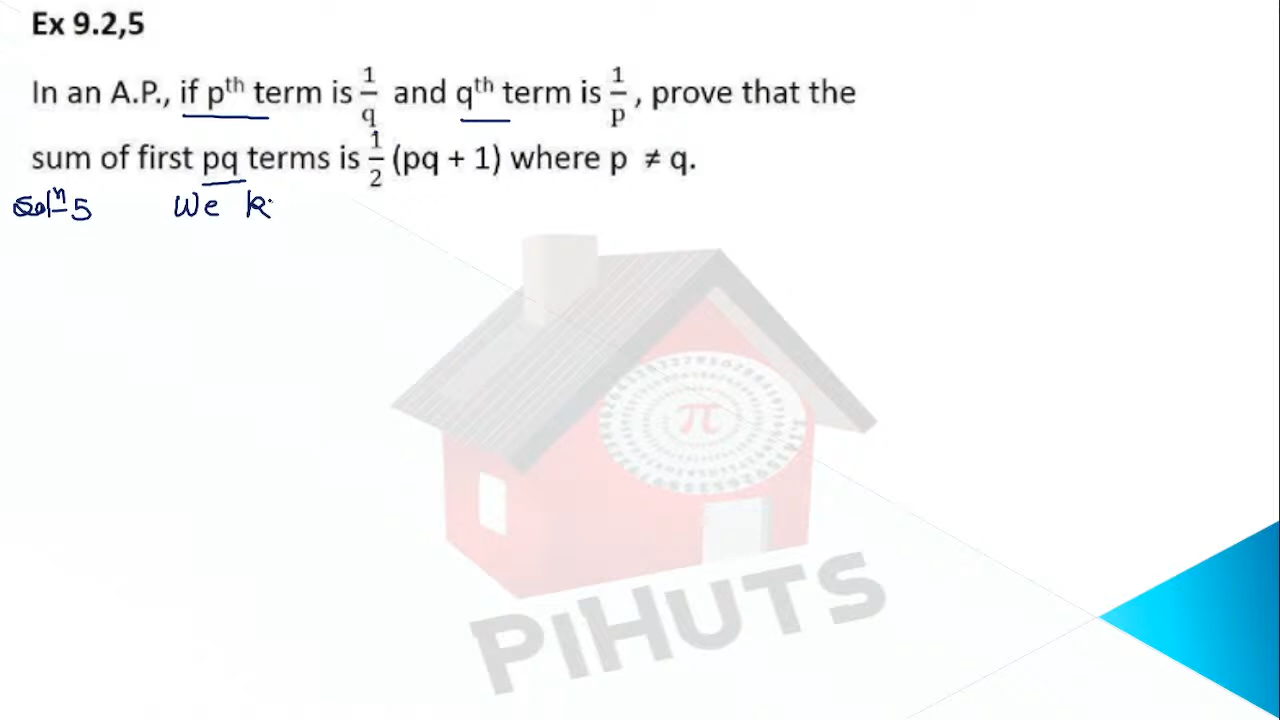 Ex 9.2,5
In an A.P., if pᵗʰ term is 1/q and qᵗʰ term is 1/p , prove that the
sum of first pq terms is 1/2 (pq + 1) where p ≠ q.
Solⁿ 5 We k
π
PIHUTS